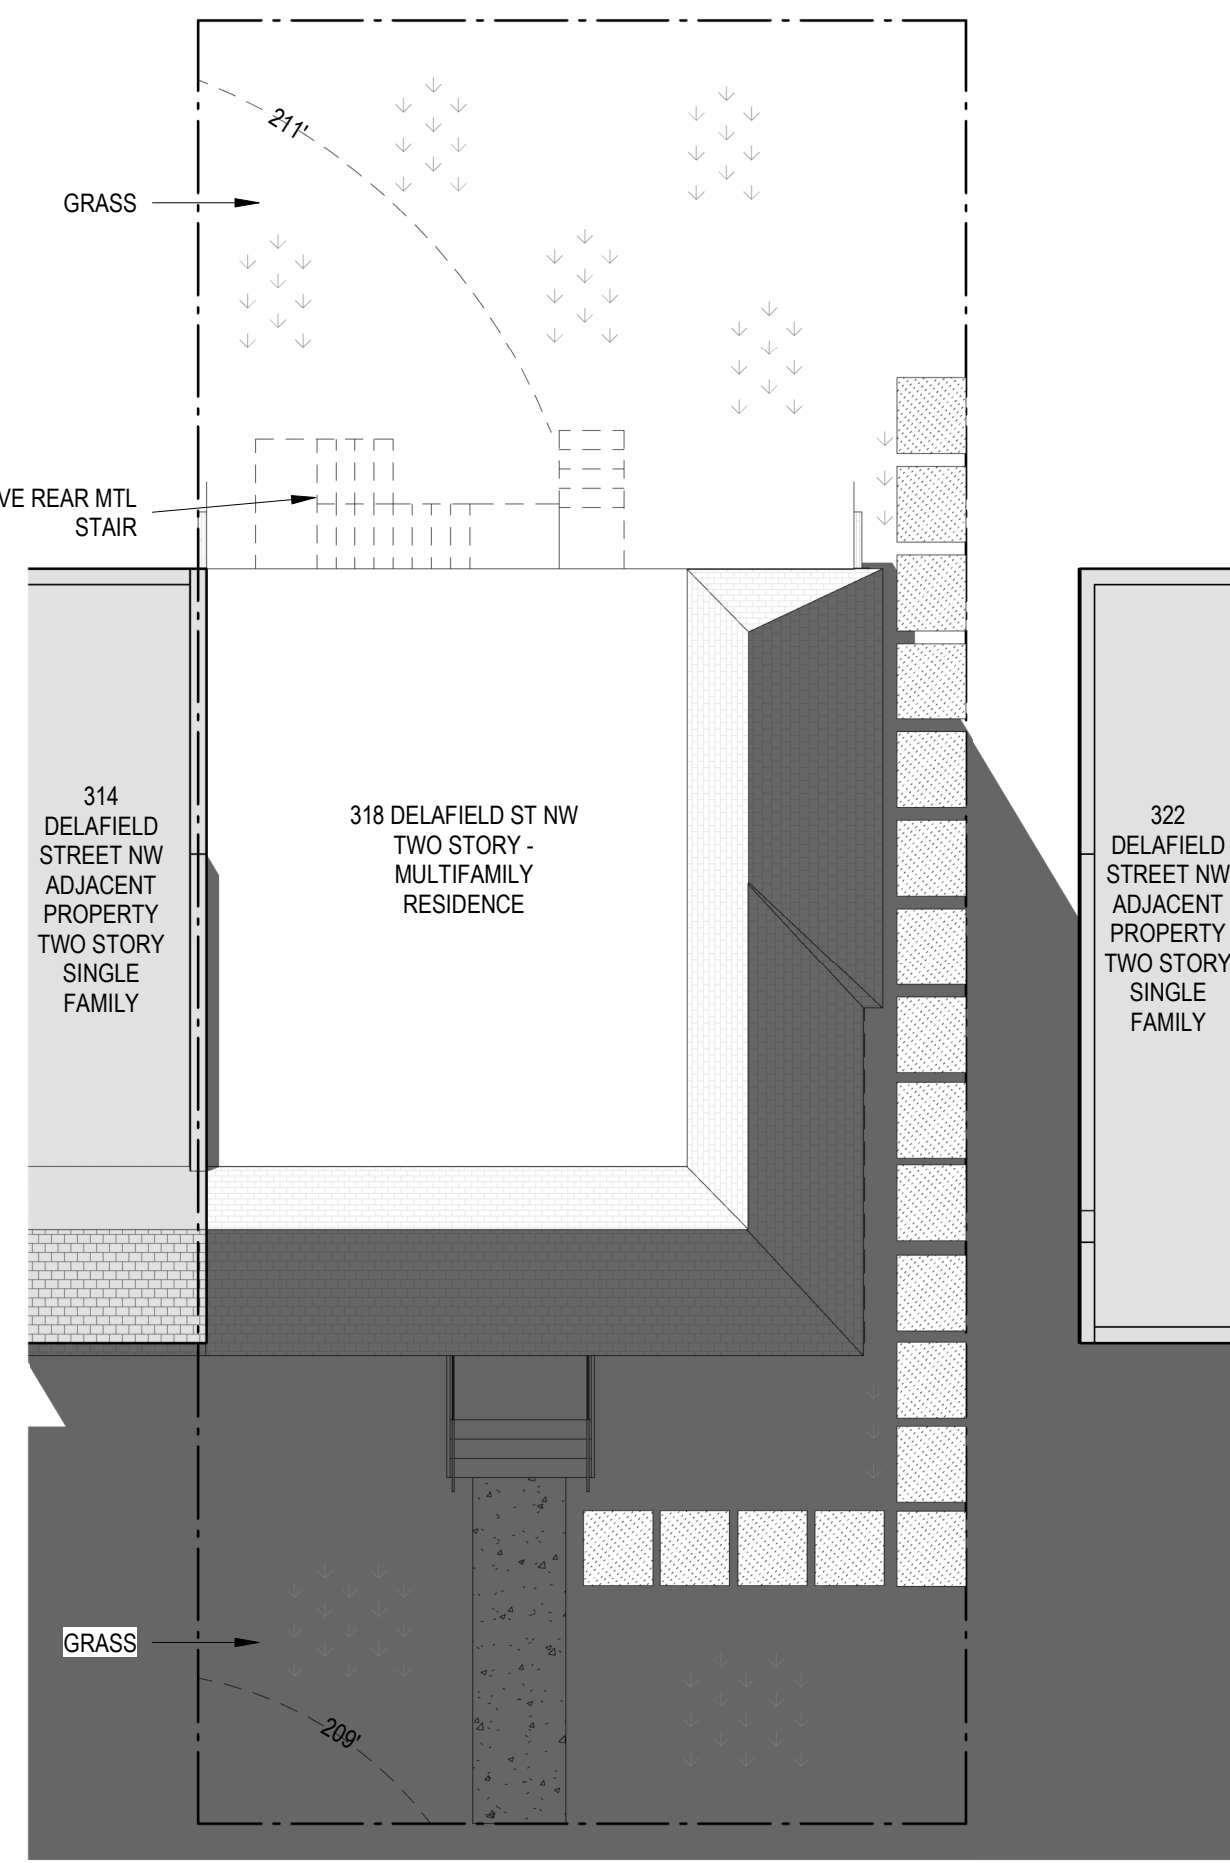 211'
GRASS
VE REAR MTL
STAIR
314
DELAFIELD
STREET NW
ADJACENT
PROPERTY
TWO STORY
SINGLE
FAMILY
318 DELAFIELD ST NW
TWO STORY -
MULTIFAMILY
RESIDENCE
322
DELAFIELD
STREET NW
ADJACENT
PROPERTY
TWO STORY
SINGLE
FAMILY
GRASS
209'